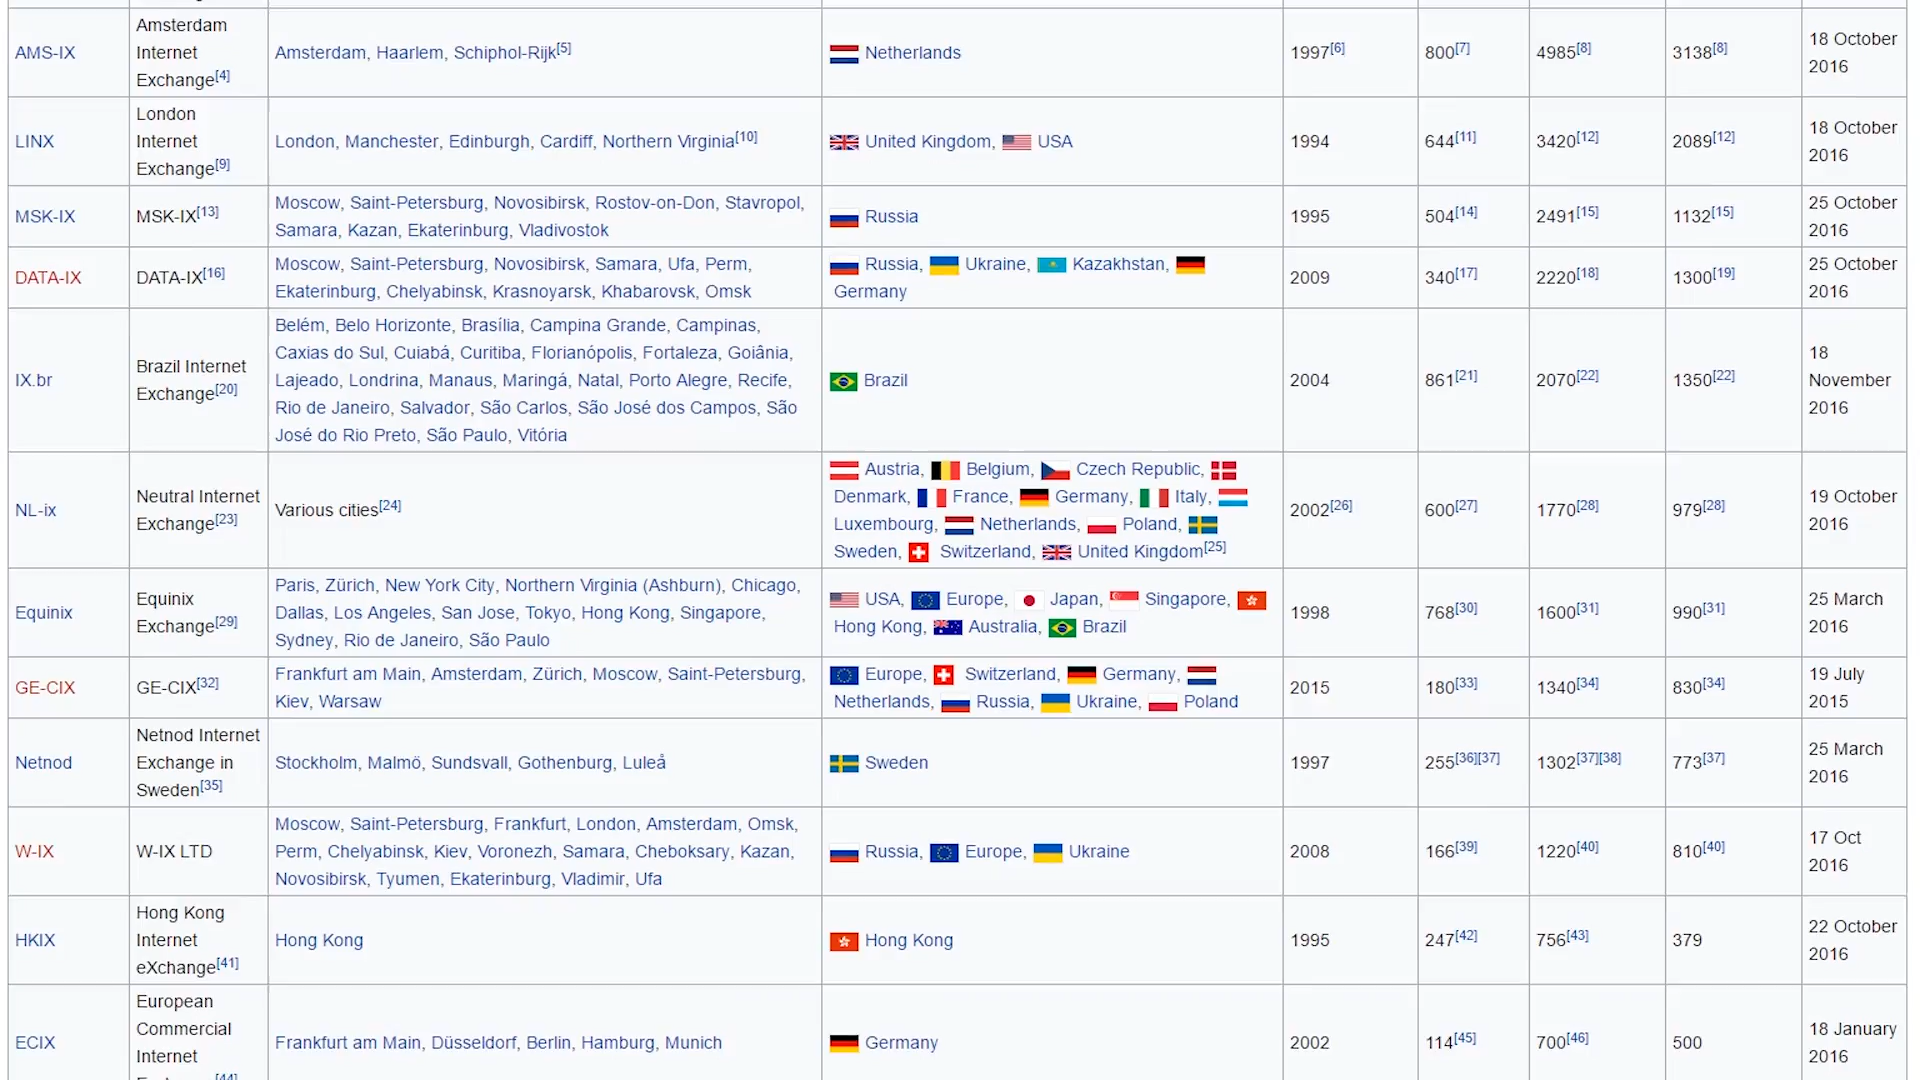 AMS-IX
Amsterdam
Internet
Exchange[4]
Amsterdam, Haarlem, Schiphol-Rijk[5]
Netherlands
1997[6]
800[7]
4985[8]
3138[8]
18 October
2016
LINX
London
Internet
Exchange[9]
London, Manchester, Edinburgh, Cardiff, Northern Virginia[10]
United Kingdom, USA
1994
644[11]
3420[12]
2089[12]
18 October
2016
MSK-IX
MSK-IX[13]
Moscow, Saint-Petersburg, Novosibirsk, Rostov-on-Don, Stavropol,
Samara, Kazan, Ekaterinburg, Vladivostok
Russia
1995
504[14]
2491[15]
1132[15]
25 October
2016
DATA-IX
DATA-IX[16]
Moscow, Saint-Petersburg, Novosibirsk, Samara, Ufa, Perm,
Ekaterinburg, Chelyabinsk, Krasnoyarsk, Khabarovsk, Omsk
Russia, Ukraine, Kazakhstan,
Germany
2009
340[17]
2220[18]
1300[19]
25 October
2016
IX.br
Brazil Internet
Exchange[20]
Belém, Belo Horizonte, Brasília, Campina Grande, Campinas,
Caxias do Sul, Cuiabá, Curitiba, Florianópolis, Fortaleza, Goiânia,
Lajeado, Londrina, Manaus, Maringá, Natal, Porto Alegre, Recife,
Rio de Janeiro, Salvador, São Carlos, São José dos Campos, São
José do Rio Preto, São Paulo, Vitória
Brazil
2004
861[21]
2070[22]
1350[22]
18
November
2016
NL-ix
Neutral Internet
Exchange[23]
Various cities[24]
Austria, Belgium, Czech Republic,
Denmark, France, Germany, Italy,
Luxembourg, Netherlands, Poland,
Sweden, Switzerland, United Kingdom[25]
2002[26]
600[27]
1770[28]
979[28]
19 October
2016
Equinix
Equinix
Exchange[29]
Paris, Zürich, New York City, Northern Virginia (Ashburn), Chicago,
Dallas, Los Angeles, San Jose, Tokyo, Hong Kong, Singapore,
Sydney, Rio de Janeiro, São Paulo
USA, Europe, Japan, Singapore,
Hong Kong, Australia, Brazil
1998
768[30]
1600[31]
990[31]
25 March
2016
GE-CIX
GE-CIX[32]
Frankfurt am Main, Amsterdam, Zürich, Moscow, Saint-Petersburg,
Kiev, Warsaw
Europe, Switzerland, Germany,
Netherlands, Russia, Ukraine, Poland
2015
180[33]
1340[34]
830[34]
19 July
2015
Netnod
Netnod Internet
Exchange in
Sweden[35]
Stockholm, Malmö, Sundsvall, Gothenburg, Luleå
Sweden
1997
255[36][37]
1302[37][38]
773[37]
25 March
2016
W-IX
W-IX LTD
Moscow, Saint-Petersburg, Frankfurt, London, Amsterdam, Omsk,
Perm, Chelyabinsk, Kiev, Voronezh, Samara, Cheboksary, Kazan,
Novosibirsk, Tyumen, Ekaterinburg, Vladimir, Ufa
Russia, Europe, Ukraine
2008
166[39]
1220[40]
810[40]
17 Oct
2016
HKIX
Hong Kong
Internet
eXchange[41]
Hong Kong
Hong Kong
1995
247[42]
756[43]
379
22 October
2016
ECIX
European
Commercial
Internet
Frankfurt am Main, Düsseldorf, Berlin, Hamburg, Munich
Germany
2002
114[45]
700[46]
500
18 January
2016